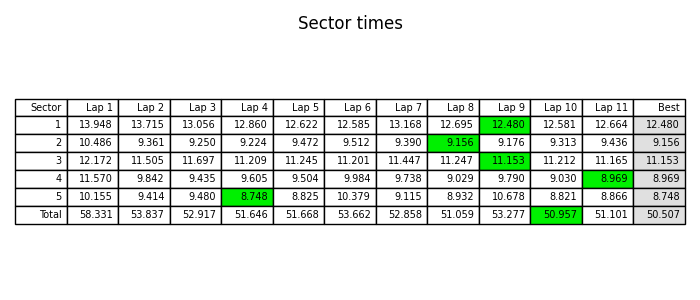 Sector times
Sector Lap 1 Lap 2 Lap 3 Lap 4 Lap 5 Lap 6 Lap 7 Lap 8 Lap 9 Lap 10 Lap 11 Best
1 13.948 13.715 13.056 12.860 12.622 12.585 13.168 12.695 12.480 12.581 12.664 12.480
2 10.486 9.361 9.250 9.224 9.472 9.512 9.390 9.156 9.176 9.313 9.436 9.156
3 12.172 11.505 11.697 11.209 11.245 11.201 11.447 11.247 11.153 11.212 11.165 11.153
4 11.570 9.842 9.435 9.605 9.504 9.984 9.738 9.029 9.790 9.030 8.969 8.969
5 10.155 9.414 9.480 8.748 8.825 10.379 9.115 8.932 10.678 8.821 8.866 8.748
Total 58.331 53.837 52.917 51.646 51.668 53.662 52.858 51.059 53.277 50.957 51.101 50.507